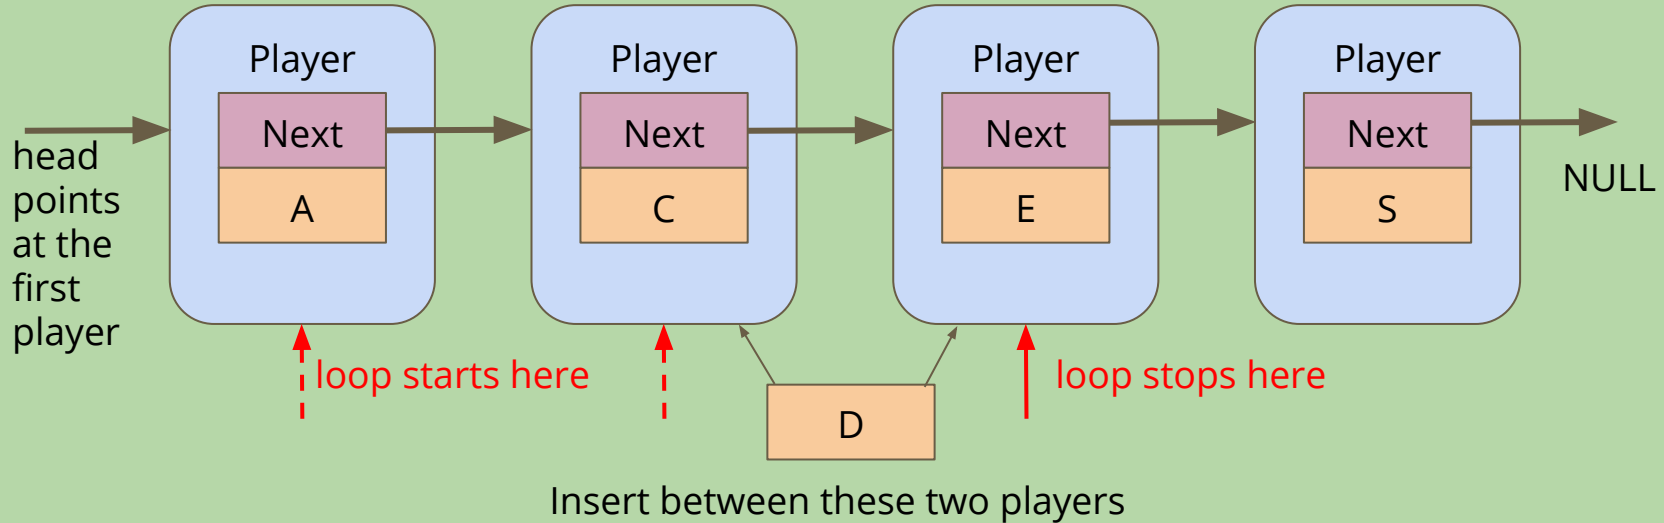 Player
Player
Player
Player
Next
Next
Next
Next
A
C
E
S
head
points
at the
first
player
NULL
loop starts here
loop stops here
D
Insert between these two players